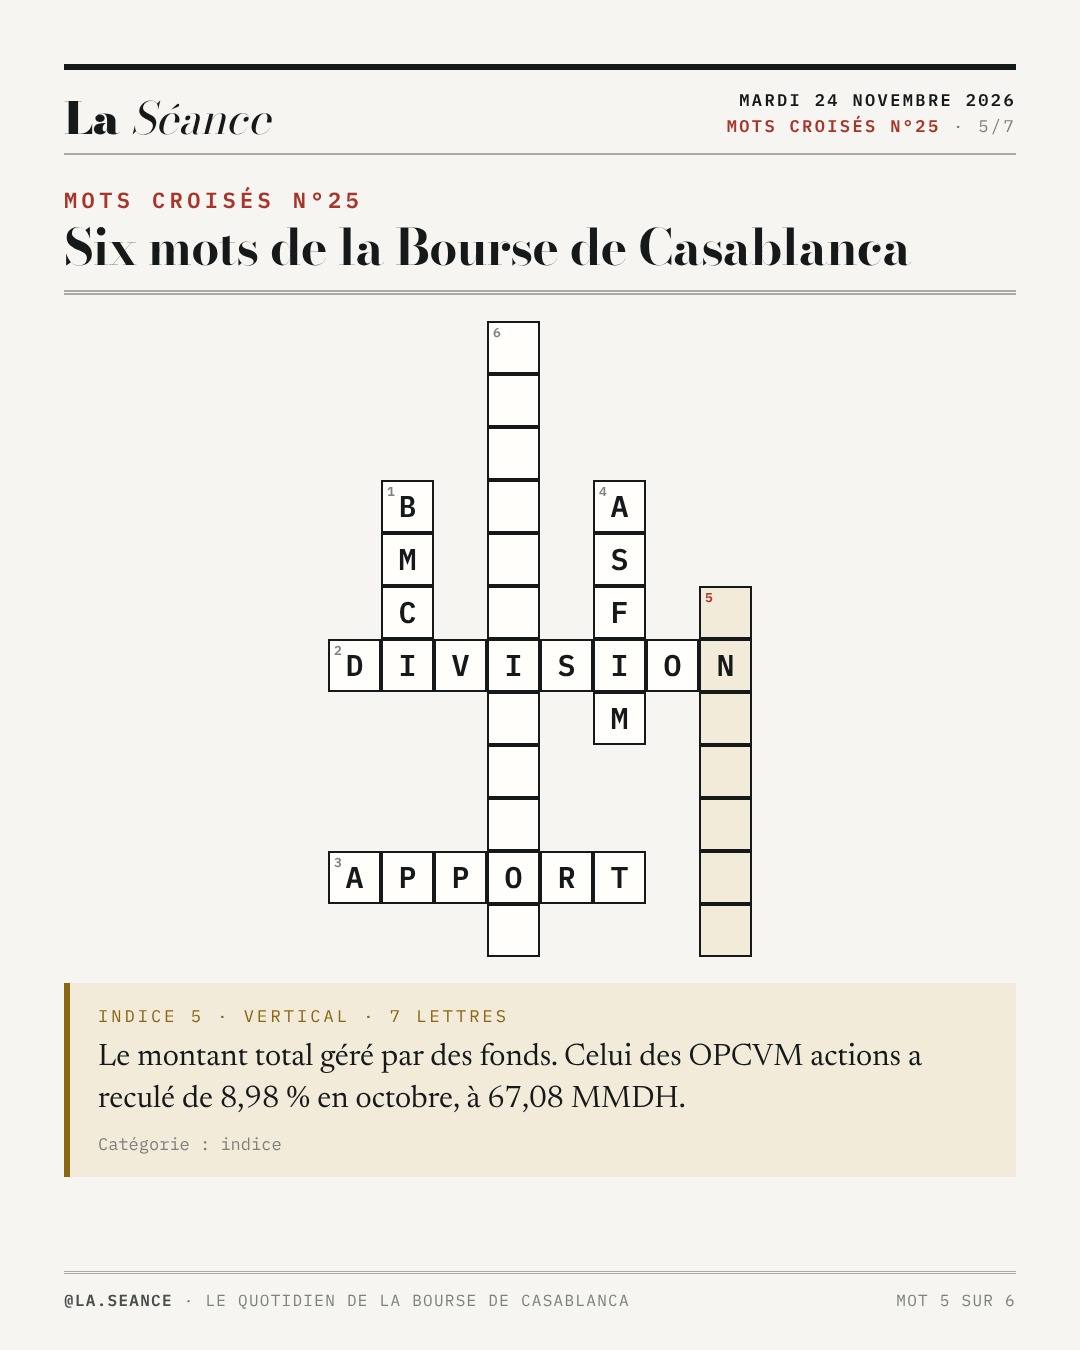 La Séance
MARDI 24 NOVEMBRE 2026
MOTS CROISÉS N°25 · 5/7
MOTS CROISÉS N°25
Six mots de la Bourse de Casablanca
6
1 B
4 A
M
S
C
F
5
2 D I V I S I O N
M
3 A P P O R T
INDICE 5 · VERTICAL · 7 LETTRES
Le montant total géré par des fonds. Celui des OPCVM actions a
reculé de 8,98 % en octobre, à 67,08 MMDH.
Catégorie : indice
@LA.SEANCE · LE QUOTIDIEN DE LA BOURSE DE CASABLANCA
MOT 5 SUR 6